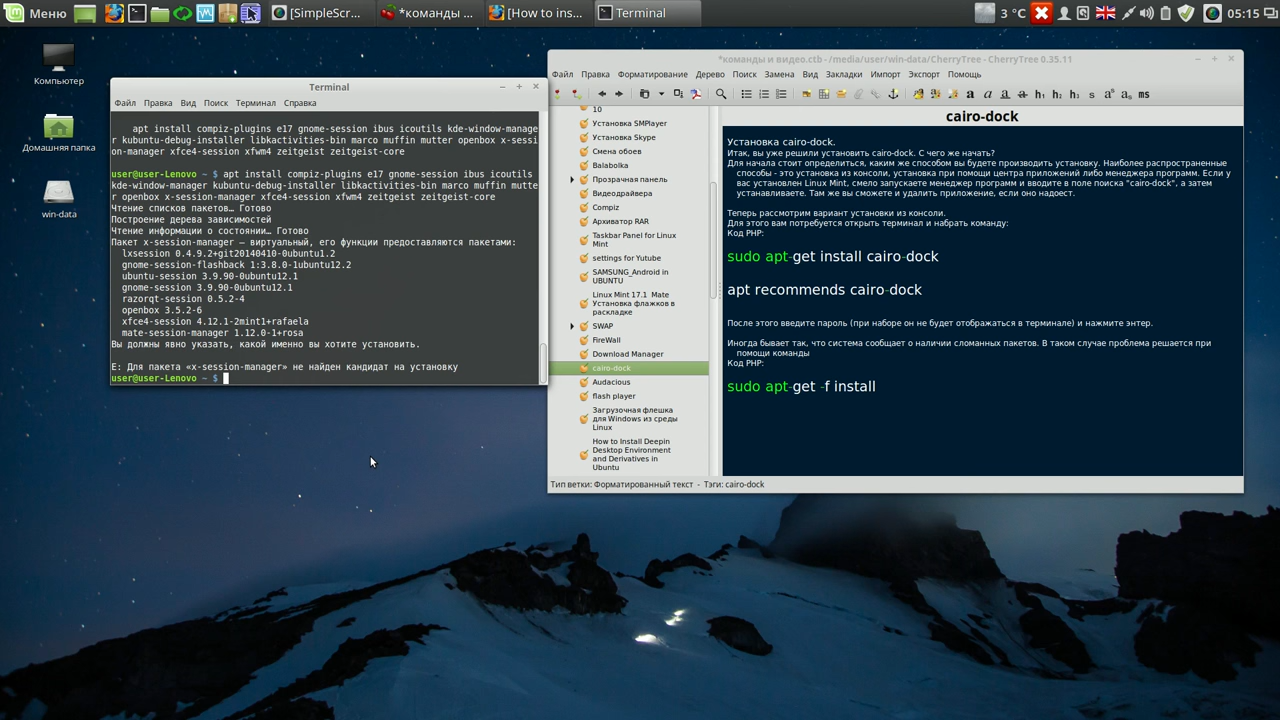 Меню
[SimpleScr...
*команды ...
[How to ins...
Terminal
3 °C
05:15
Компьютер
Домашняя папка
win-data
Terminal
Файл Правка Вид Поиск Терминал Справка
apt install compiz-plugins e17 gnome-session ibus icoutils kde-window-manage
r kubuntu-debug-installer libkactivities-bin marco muffin mutter openbox x-sessi
on-manager xfce4-session xfwm4 zeitgeist zeitgeist-core
user@user-Lenovo ~ $ apt install compiz-plugins e17 gnome-session ibus icoutils
kde-window-manager kubuntu-debug-installer libkactivities-bin marco muffin mutte
r openbox x-session-manager xfce4-session xfwm4 zeitgeist zeitgeist-core
Чтение списков пакетов… Готово
Построение дерева зависимостей
Чтение информации о состоянии… Готово
Пакет x-session-manager — виртуальный, его функции предоставляются пакетами:
lxsession 0.4.9.2+git20140410-0ubuntu1.2
gnome-session-flashback 1:3.8.0-1ubuntu12.2
ubuntu-session 3.9.90-0ubuntu12.1
gnome-session 3.9.90-0ubuntu12.1
razorqt-session 0.5.2-4
openbox 3.5.2-6
xfce4-session 4.12.1-2mint1+rafaela
mate-session-manager 1.12.0-1+rosa
Вы должны явно указать, какой именно вы хотите установить.
E: Для пакета «x-session-manager» не найден кандидат на установку
user@user-Lenovo ~ $
*команды и видео.ctb - /media/user/win-data/CherryTree - CherryTree 0.35.11
Файл Правка Форматирование Дерево Поиск Замена Вид Закладки Импорт Экспорт Помощь
a a a a h1 h2 h3 s a a ms
10
Установка SMPlayer
Установка Skype
Смена обоев
Balabolka
Прозрачная панель
Видеодрайвера
Compiz
Архиватор RAR
Taskbar Panel for Linux
Mint
settings for Yutube
SAMSUNG_Android in
UBUNTU
Linux Mint 17.1 Mate
Установка флажков в
раскладке
SWAP
FireWall
Download Manager
cairo-dock
Audacious
flash player
Загрузочная флешка
для Windows из среды
Linux
How to Install Deepin
Desktop Environment
and Derivatives in
Ubuntu
cairo-dock
Установка cairo-dock.
Итак, вы уже решили установить cairo-dock. С чего же начать?
Для начала стоит определиться, каким же способом вы будете производить установку. Наиболее распространенные
способы - это установка из консоли, установка при помощи центра приложений либо менеджера программ. Если у
вас установлен Linux Mint, смело запускаете менеджер программ и вводите в поле поиска "cairo-dock", а затем
устанавливаете. Там же вы сможете и удалить приложение, если оно надоест.
Теперь рассмотрим вариант установки из консоли.
Для этого вам потребуется открыть терминал и набрать команду:
Код PHP:
sudo apt-get install cairo-dock
apt recommends cairo-dock
После этого введите пароль (при наборе он не будет отображаться в терминале) и нажмите энтер.
Иногда бывает так, что система сообщает о наличии сломанных пакетов. В таком случае проблема решается при
помощи команды
Код PHP:
sudo apt-get -f install
Тип ветки: Форматированный текст - Тэги: cairo-dock